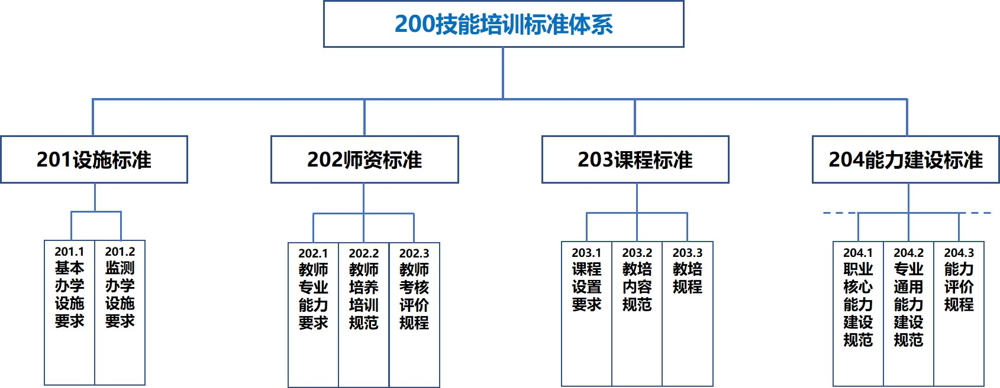 200技能培训标准体系
201设施标准
202师资标准
203课程标准
204能力建设标准
201.1
基本
办学
设施
要求
201.2
监测
办学
设施
要求
202.1
教师
专业
能力
要求
202.2
教师
培养
培训
规范
202.3
教师
考核
评价
规程
203.1
课程
设置
要求
203.2
教培
内容
规范
203.3
教培
规程
204.1
职业
核心
能力
建设
规范
204.2
专业
通用
能力
建设
规范
204.3
能力
评价
规程